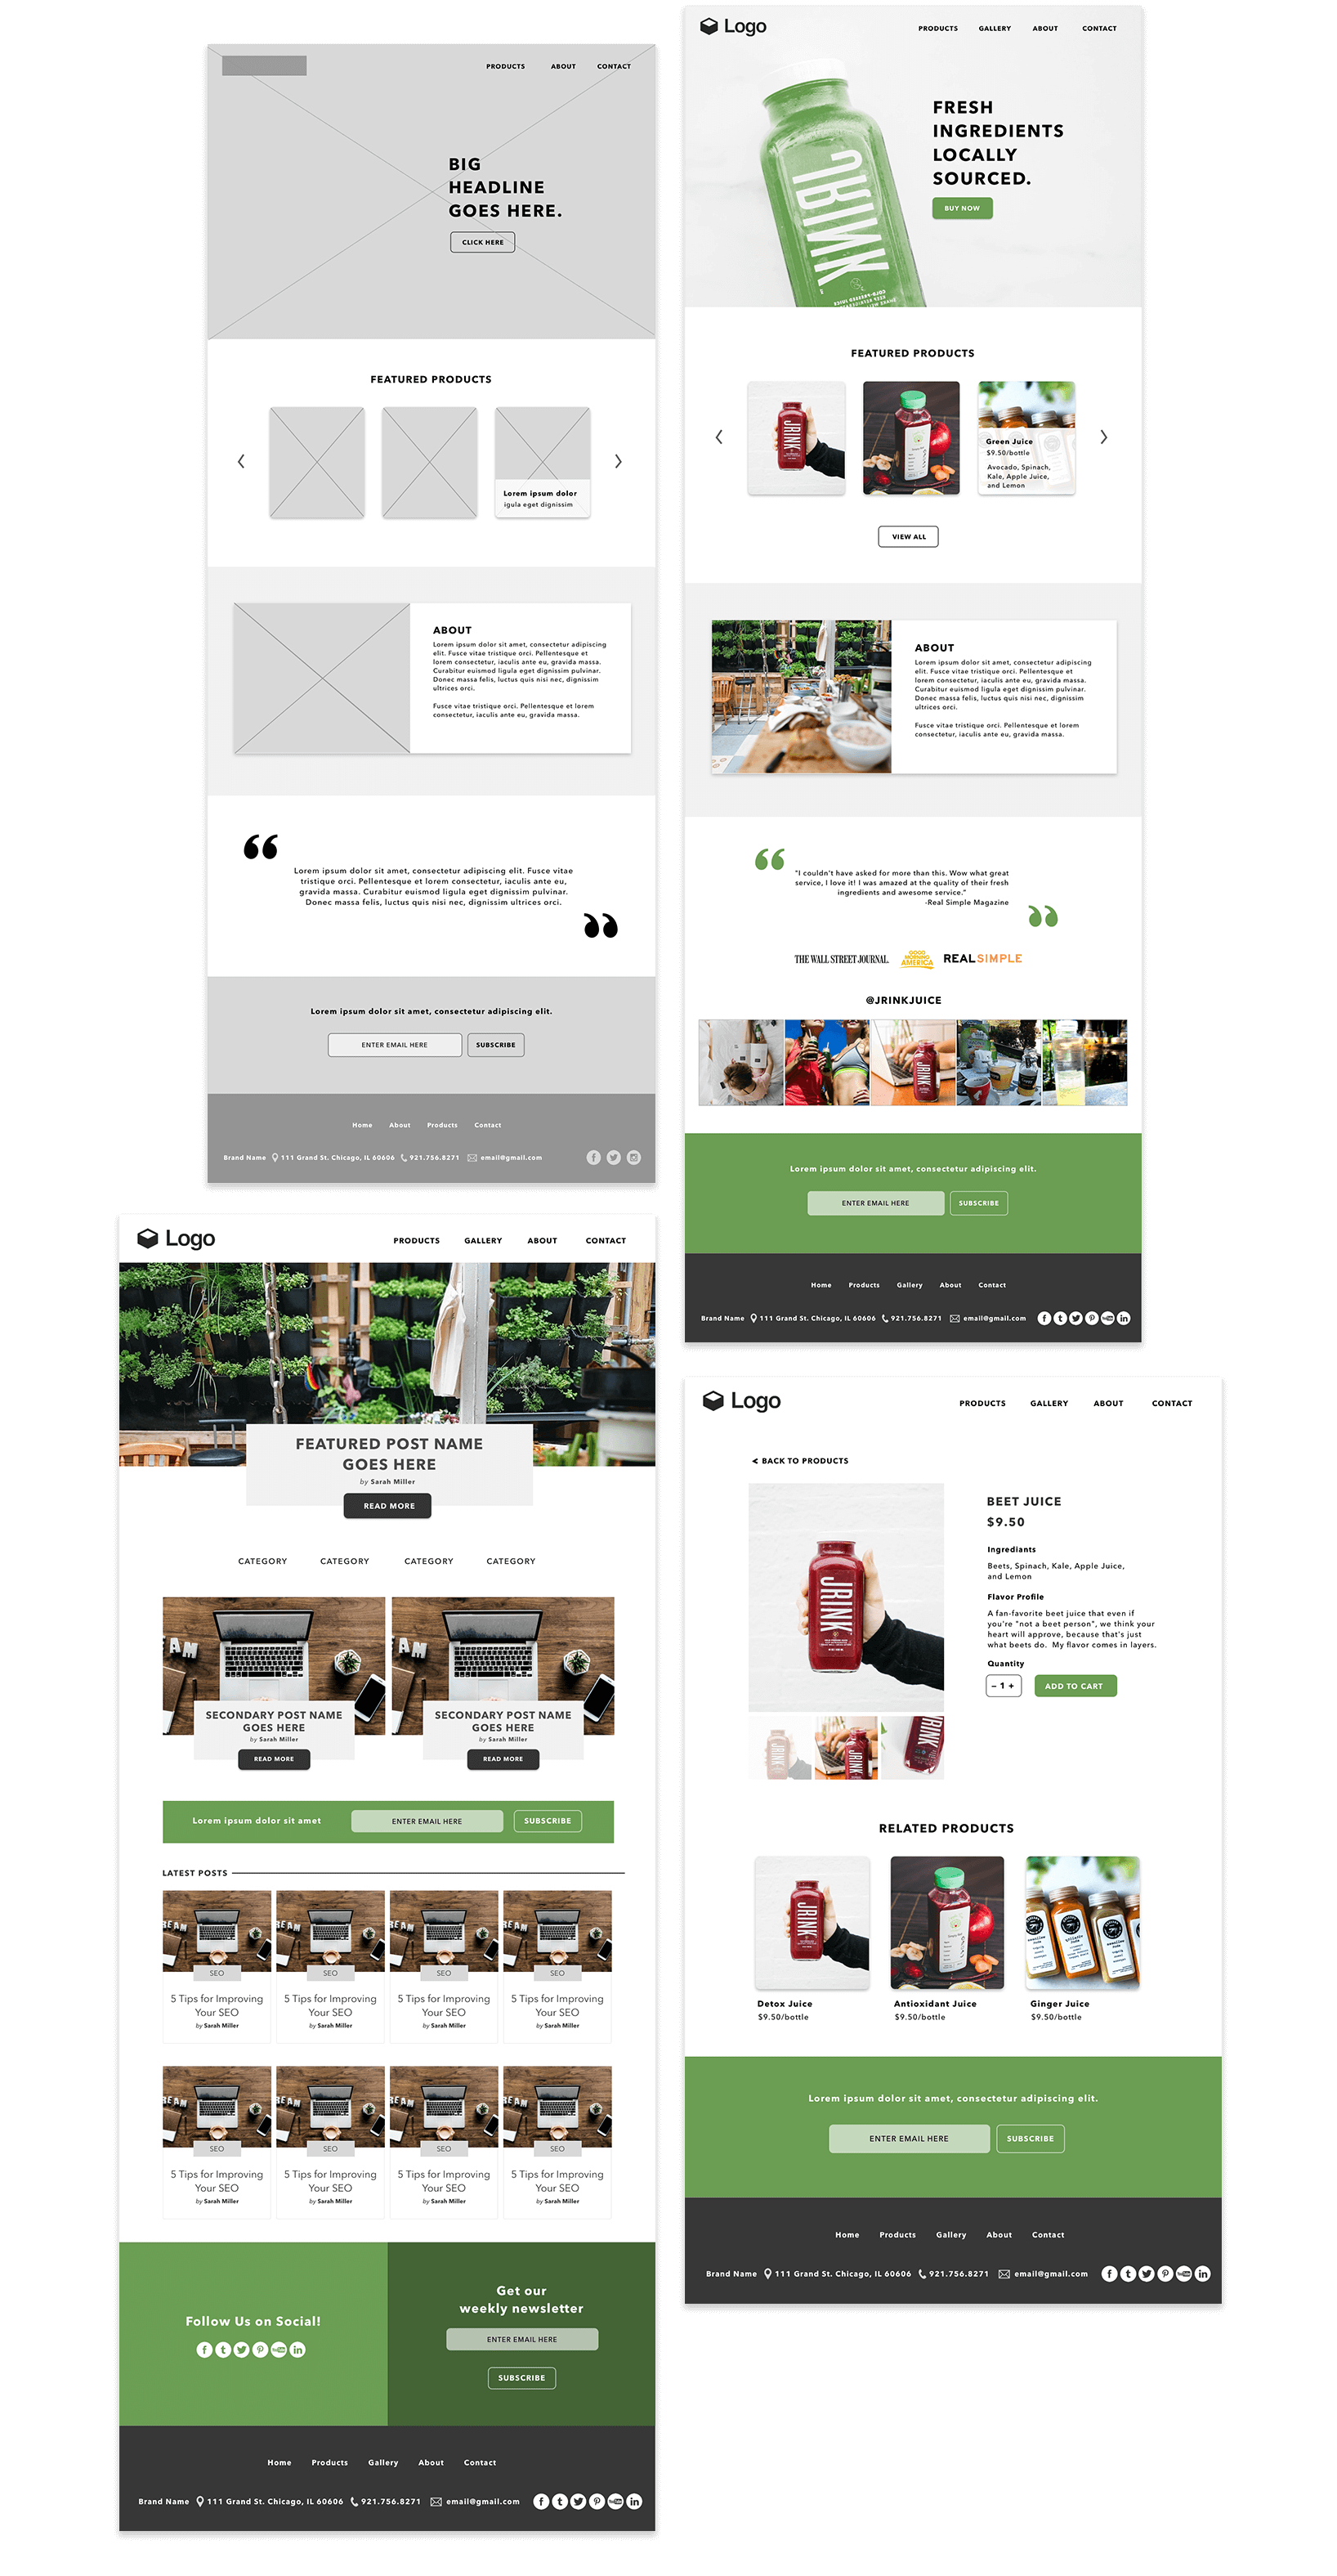 PRODUCTS ABOUT CONTACT
BIG
HEADLINE
GOES HERE.
CLICK HERE
FEATURED PRODUCTS
Lorem ipsum dolor
igula eget dignissim
ABOUT
Lorem ipsum dolor sit amet, consectetur adipiscing
elit. Fusce vitae tristique orci. Pellentesque et
lorem consectetur, iaculis ante eu, gravida massa.
Curabitur euismod ligula eget dignissim pulvinar.
Donec massa felis, luctus quis nisi nec, dignissim
ultrices orci.
Fusce vitae tristique orci. Pellentesque et lorem
consectetur, iaculis ante eu, gravida massa.
“
Lorem ipsum dolor sit amet, consectetur adipiscing elit. Fusce vitae
tristique orci. Pellentesque et lorem consectetur, iaculis ante eu,
gravida massa. Curabitur euismod ligula eget dignissim pulvinar.
Donec massa felis, luctus quis nisi nec, dignissim ultrices orci.
”
Lorem ipsum dolor sit amet, consectetur adipiscing elit.
ENTER EMAIL HERE SUBSCRIBE
Home About Products Contact
Brand Name 111 Grand St. Chicago, IL 60606 921.756.8271 email@gmail.com
Logo PRODUCTS GALLERY ABOUT CONTACT
JRINK
FRESH
INGREDIENTS
LOCALLY
SOURCED.
BUY NOW
FEATURED PRODUCTS
JRINK
Green Juice
$9.50/bottle
Avocado, Spinach,
Kale, Apple Juice,
and Lemon
VIEW ALL
ABOUT
Lorem ipsum dolor sit amet, consectetur adipiscing
elit. Fusce vitae tristique orci. Pellentesque et
lorem consectetur, iaculis ante eu, gravida massa.
Curabitur euismod ligula eget dignissim pulvinar.
Donec massa felis, luctus quis nisi nec, dignissim
ultrices orci.
Fusce vitae tristique orci. Pellentesque et lorem
consectetur, iaculis ante eu, gravida massa.
“
"I couldn't have asked for more than this. Wow what great
service, I love it! I was amazed at the quality of their fresh
ingredients and awesome service."
-Real Simple Magazine
”
THE WALL STREET JOURNAL. GOOD MORNING AMERICA REALSIMPLE
@JRINKJUICE
JRINK
Lorem ipsum dolor sit amet, consectetur adipiscing elit.
ENTER EMAIL HERE SUBSCRIBE
Home Products Gallery About Contact
Brand Name 111 Grand St. Chicago, IL 60606 921.756.8271 email@gmail.com
Logo PRODUCTS GALLERY ABOUT CONTACT
FEATURED POST NAME
GOES HERE
by Sarah Miller
READ MORE
CATEGORY CATEGORY CATEGORY CATEGORY
SECONDARY POST NAME
GOES HERE
by Sarah Miller
READ MORE
SECONDARY POST NAME
GOES HERE
by Sarah Miller
READ MORE
Lorem ipsum dolor sit amet ENTER EMAIL HERE SUBSCRIBE
LATEST POSTS
SEO SEO SEO SEO
5 Tips for Improving 5 Tips for Improving 5 Tips for Improving 5 Tips for Improving
Your SEO Your SEO Your SEO Your SEO
by Sarah Miller by Sarah Miller by Sarah Miller by Sarah Miller
SEO SEO SEO SEO
5 Tips for Improving 5 Tips for Improving 5 Tips for Improving 5 Tips for Improving
Your SEO Your SEO Your SEO Your SEO
by Sarah Miller by Sarah Miller by Sarah Miller by Sarah Miller
Follow Us on Social!
Get our
weekly newsletter
ENTER EMAIL HERE
SUBSCRIBE
Home Products Gallery About Contact
Brand Name 111 Grand St. Chicago, IL 60606 921.756.8271 email@gmail.com
Logo PRODUCTS GALLERY ABOUT CONTACT
< BACK TO PRODUCTS
JRINK
BEET JUICE
$9.50
Ingrediants
Beets, Spinach, Kale, Apple Juice,
and Lemon
Flavor Profile
A fan-favorite beet juice that even if
you're "not a beet person", we think your
heart will approve, because that's just
what beets do. My flavor comes in layers.
Quantity
– 1 + ADD TO CART
RELATED PRODUCTS
JRINK
Detox Juice Antioxidant Juice Ginger Juice
$9.50/bottle $9.50/bottle $9.50/bottle
Lorem ipsum dolor sit amet, consectetur adipiscing elit.
ENTER EMAIL HERE SUBSCRIBE
Home Products Gallery About Contact
Brand Name 111 Grand St. Chicago, IL 60606 921.756.8271 email@gmail.com